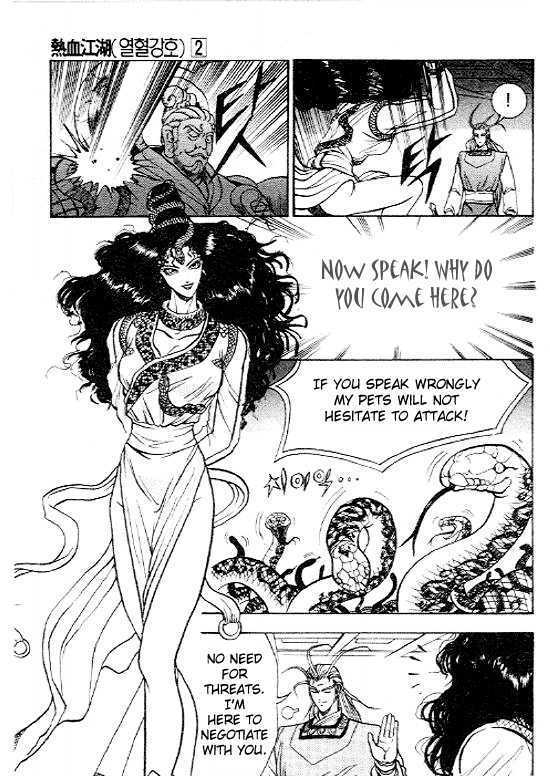 熱血江湖(열혈강호) 2
!
NOW SPEAK! WHY DO
YOU COME HERE?
IF YOU SPEAK WRONGLY
MY PETS WILL NOT
HESITATE TO ATTACK!
NO NEED
FOR
THREATS.
I'M
HERE TO
NEGOTIATE
WITH YOU.